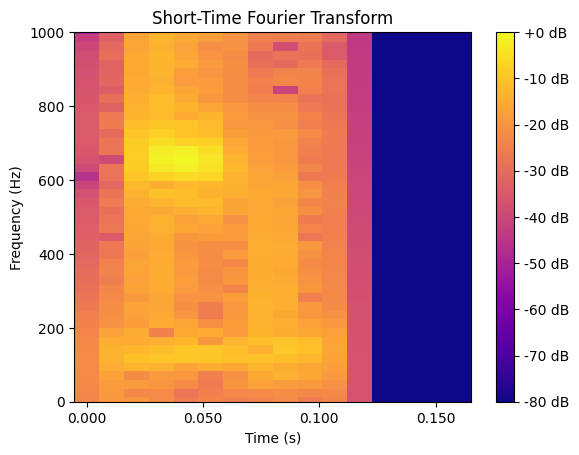 Short-Time Fourier Transform
Frequency (Hz)
1000
800
600
400
200
0
0.000
0.050
0.100
0.150
Time (s)
+0 dB
-10 dB
-20 dB
-30 dB
-40 dB
-50 dB
-60 dB
-70 dB
-80 dB